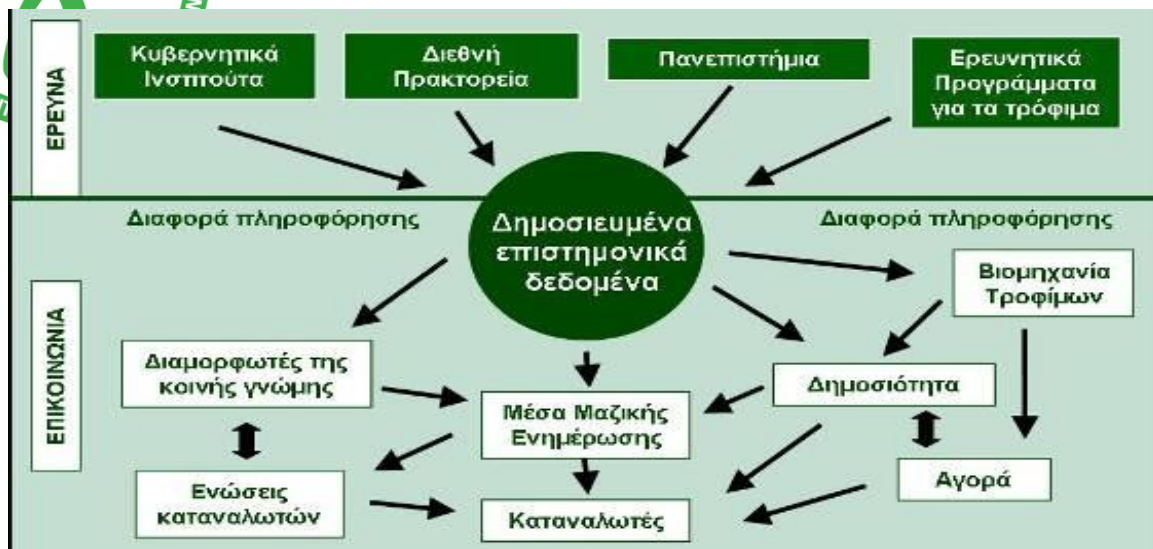 ΕΡΕΥΝΑ
Κυβερνητικά
Ινστιτούτα
Διεθνή
Πρακτορεία
Πανεπιστήμια
Ερευνητικά
Προγράμματα
για τα τρόφιμα
Διαφορά πληροφόρησης
Δημοσιευμένα
επιστημονικά
δεδομένα
Διαφορά πληροφόρησης
ΕΠΙΚΟΙΝΩΝΙΑ
Βιομηχανία
Τροφίμων
Διαμορφωτές της
κοινής γνώμης
Μέσα Μαζικής
Ενημέρωσης
Δημοσιότητα
Ενώσεις
καταναλωτών
Καταναλωτές
Αγορά